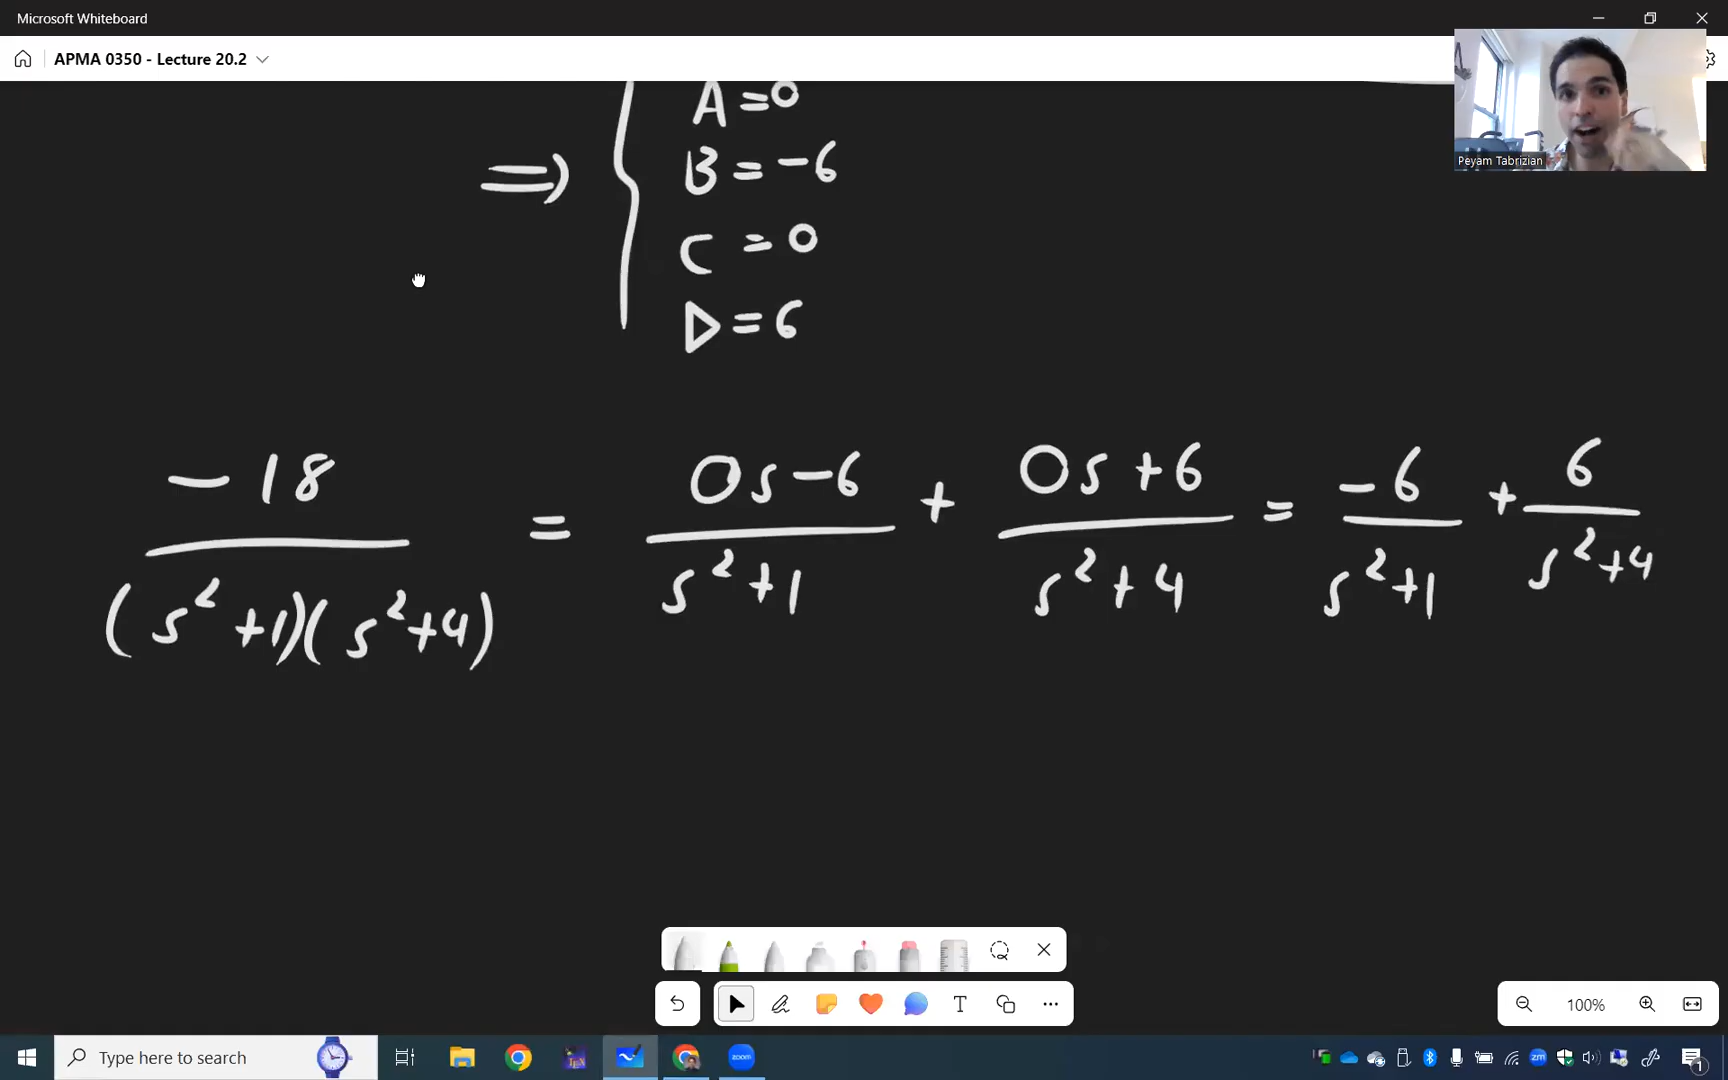 Microsoft Whiteboard
APMA 0350 - Lecture 20.2
Peyam Tabrizian
A = 0
B = -6
=> { C = 0
D = 6
-18 / (s² + 1)(s² + 4) = 0s - 6 / s² + 1 + 0s + 6 / s² + 4 = -6 / s² + 1 + 6 / s² + 4
100%
Type here to search
zoom